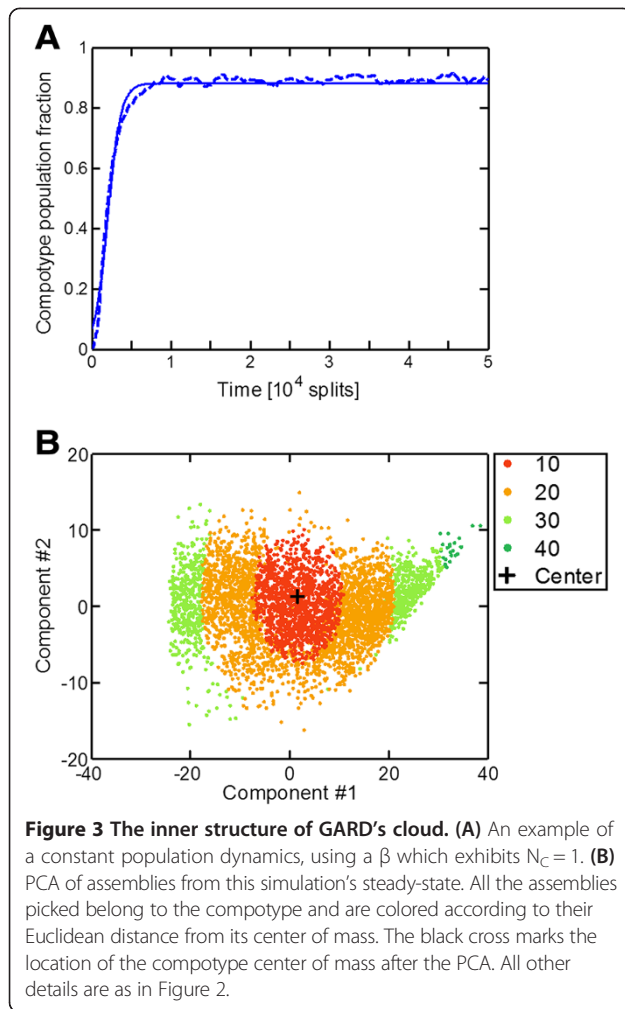 A
1
0.8
0.6
0.4
0.2
0
Compotype population fraction
0 1 2 3 4 5
Time [10^4 splits]
B
20
10
0
-10
-20
Component #2
-40 -20 0 20 40
Component #1
10
20
30
40
Center
Figure 3 The inner structure of GARD's cloud. (A) An example of
a constant population dynamics, using a β which exhibits N_C = 1. (B)
PCA of assemblies from this simulation's steady-state. All the assemblies
picked belong to the compotype and are colored according to their
Euclidean distance from its center of mass. The black cross marks the
location of the compotype center of mass after the PCA. All other
details are as in Figure 2.